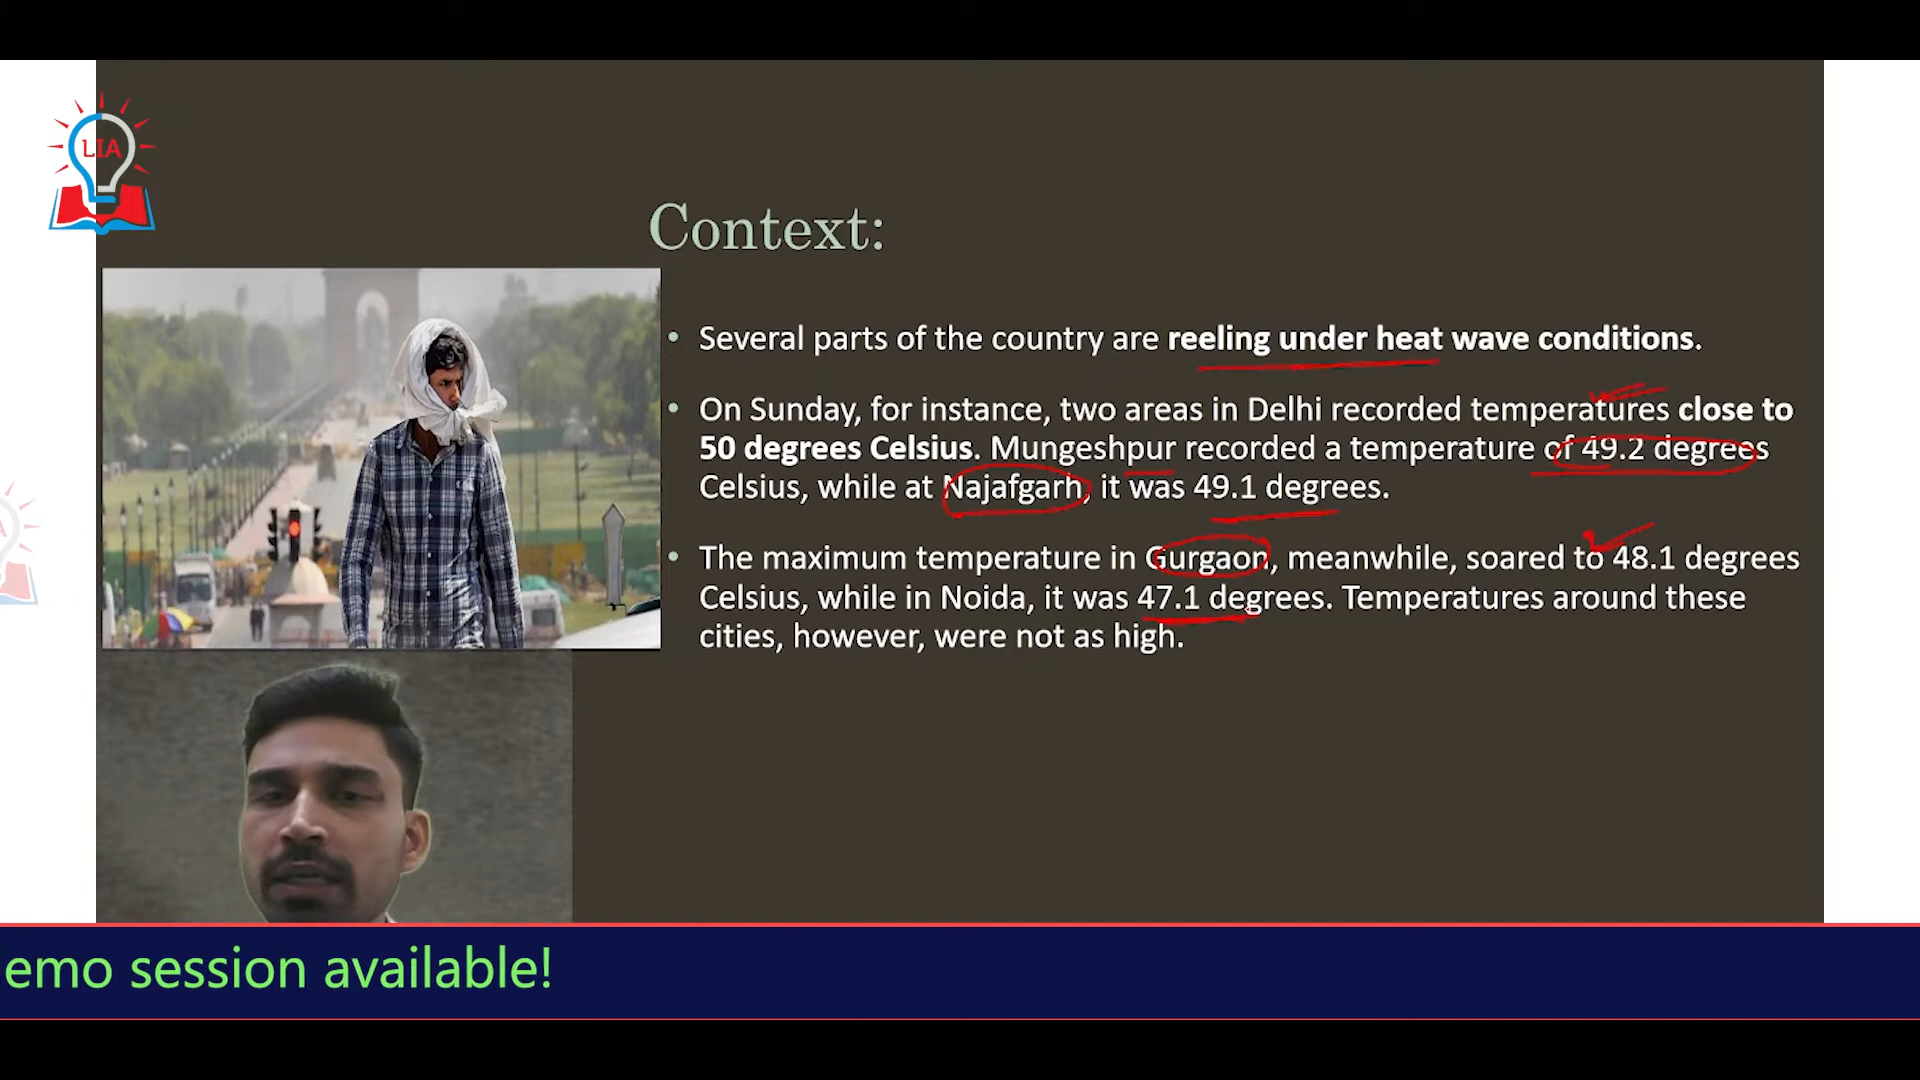 LIA
Context:
• Several parts of the country are reeling under heat wave conditions.
• On Sunday, for instance, two areas in Delhi recorded temperatures close to
50 degrees Celsius. Mungeshpur recorded a temperature of 49.2 degrees
Celsius, while at Najafgarh, it was 49.1 degrees.
• The maximum temperature in Gurgaon, meanwhile, soared to 48.1 degrees
Celsius, while in Noida, it was 47.1 degrees. Temperatures around these
cities, however, were not as high.
emo session available!